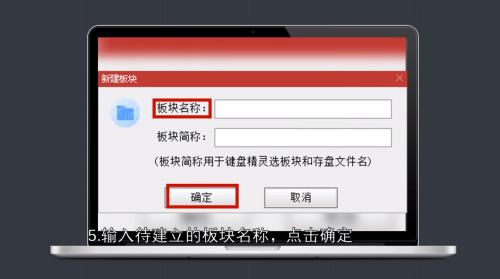 新建板块
板块名称：
板块简称：
(板块简称用于键盘精灵选板块和存盘文件名)
确定 取消
5.输入待建立的板块名称，点击确定